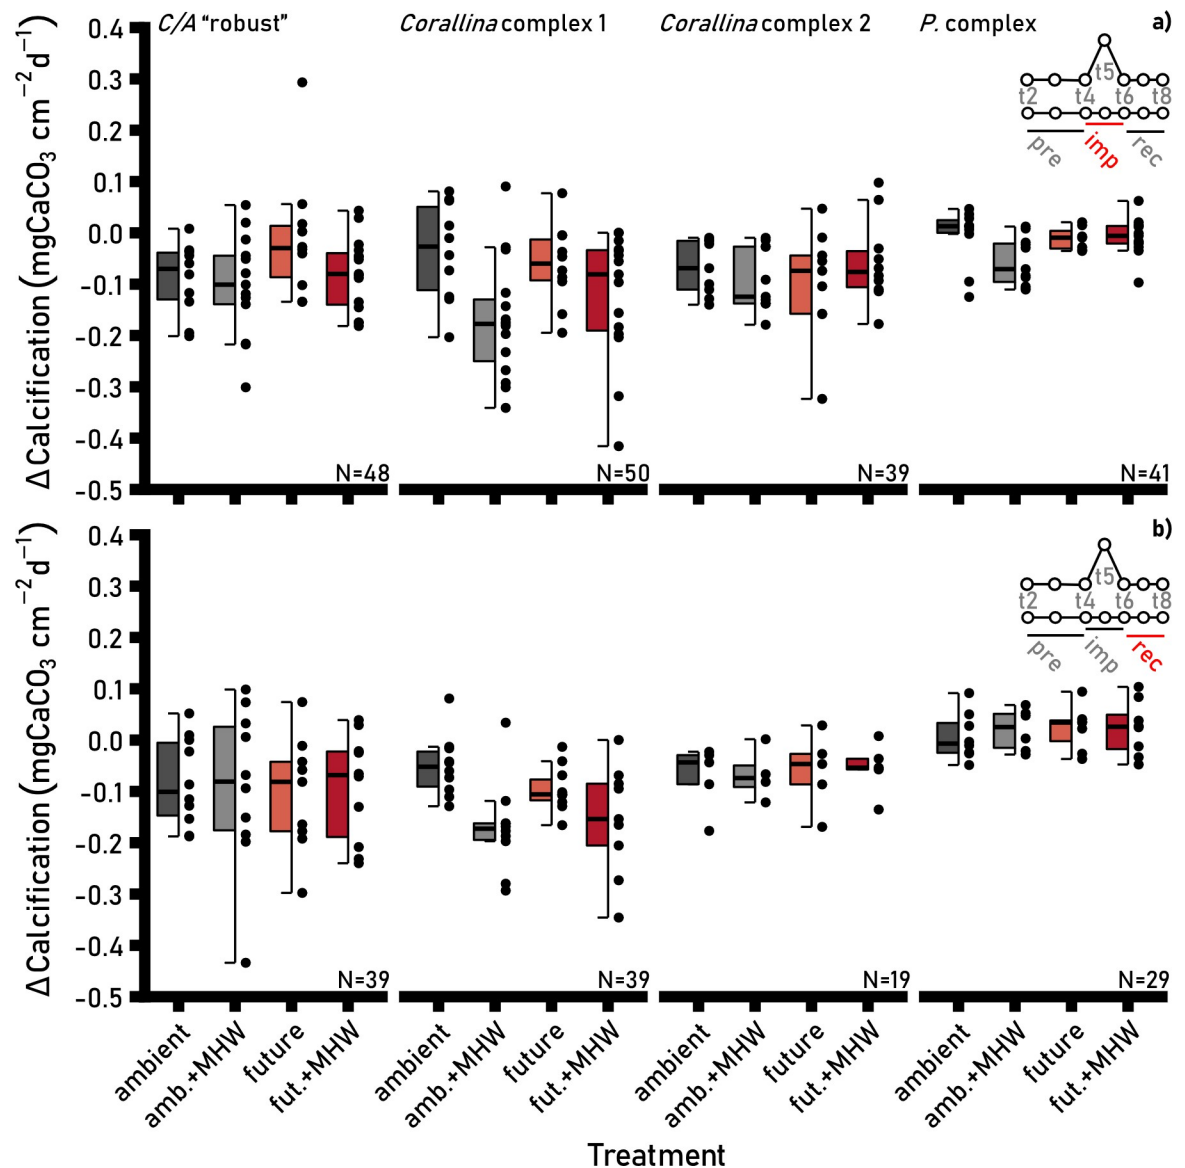 C/A “robust” Corallina complex 1 Corallina complex 2 P. complex a)
ΔCalcification (mgCaCO₃ cm⁻² d⁻¹)
0.4
0.3
0.2
0.1
0.0
-0.1
-0.2
-0.3
-0.4
-0.5
t5
t2 t4 t6 t8
pre imp rec
N=48 N=50 N=39 N=41
b)
ΔCalcification (mgCaCO₃ cm⁻² d⁻¹)
0.4
0.3
0.2
0.1
0.0
-0.1
-0.2
-0.3
-0.4
-0.5
t5
t2 t4 t6 t8
pre imp rec
N=39 N=39 N=19 N=29
ambient amb.+MHW future fut.+MHW ambient amb.+MHW future fut.+MHW ambient amb.+MHW future fut.+MHW ambient amb.+MHW future fut.+MHW
Treatment